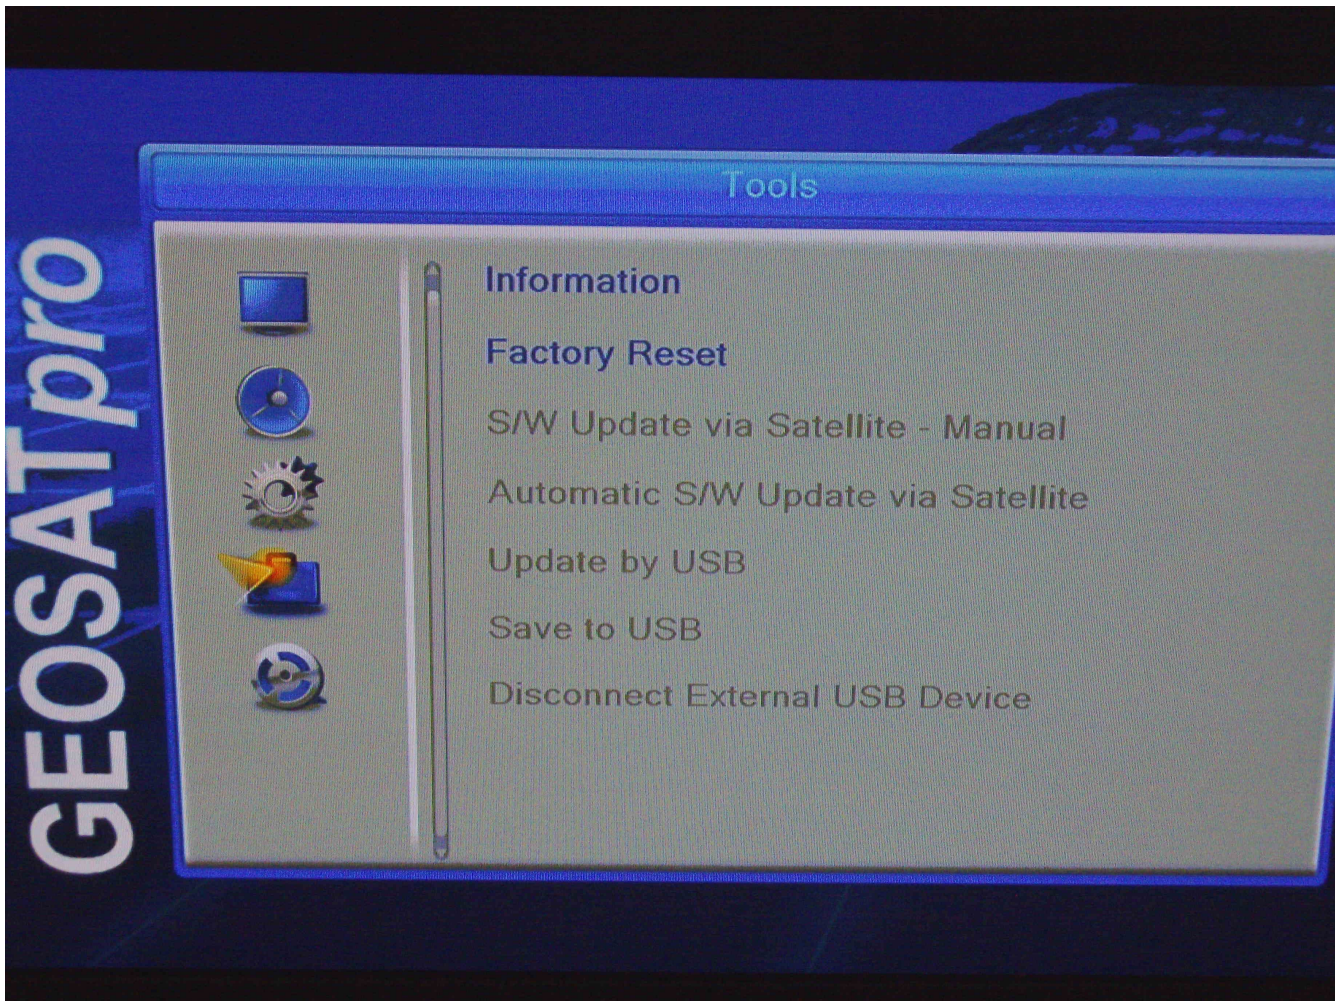 Tools
GEOSATpro
Information
Factory Reset
S/W Update via Satellite - Manual
Automatic S/W Update via Satellite
Update by USB
Save to USB
Disconnect External USB Device